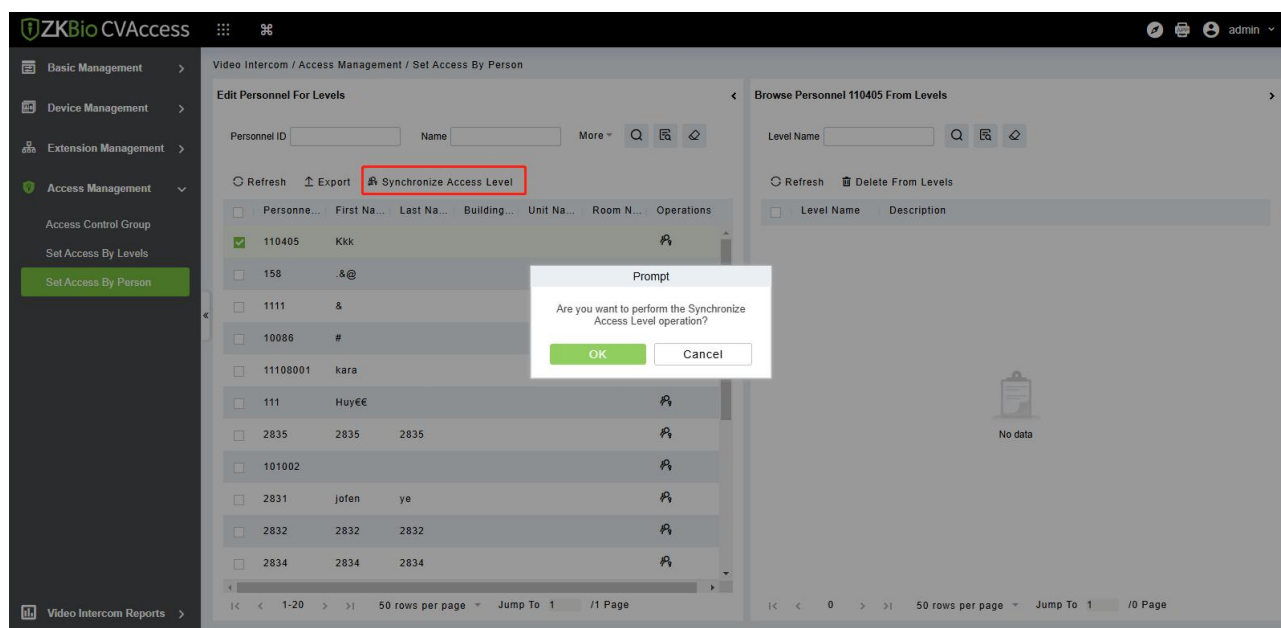 ZKBio CVAccess
admin
Basic Management
Device Management
Extension Management
Access Management
Access Control Group
Set Access By Levels
Set Access By Person
Video Intercom Reports
Video Intercom / Access Management / Set Access By Person
Edit Personnel For Levels
Personnel ID Name More
Refresh Export Synchronize Access Level
Personne... First Na... Last Na... Building... Unit Na... Room N... Operations
110405 Kkk
158 .&@
1111 &
10086 #
11108001 kara
111 Huy€€
2835 2835 2835
101002
2831 jofen ye
2832 2832 2832
2834 2834 2834
1-20 50 rows per page Jump To 1 /1 Page
Prompt
Are you want to perform the Synchronize
Access Level operation?
OK Cancel
Browse Personnel 110405 From Levels
Level Name
Refresh Delete From Levels
Level Name Description
No data
0 50 rows per page Jump To 1 /0 Page